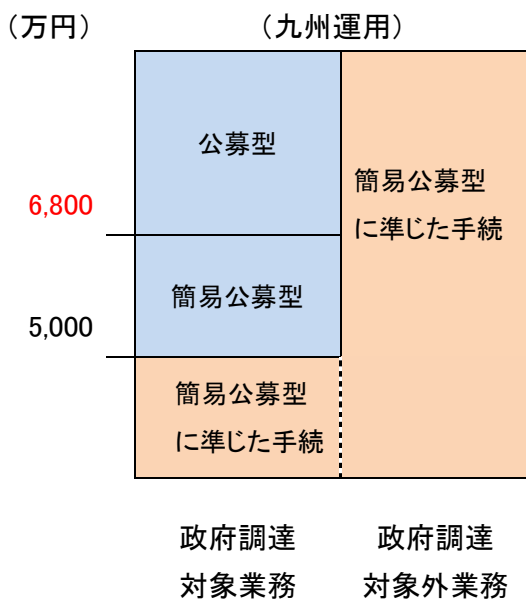 （万円）
（九州運用）
公募型
6,800
簡易公募型
に準じた手続
簡易公募型
5,000
簡易公募型
に準じた手続
政府調達
対象業務
政府調達
対象外業務